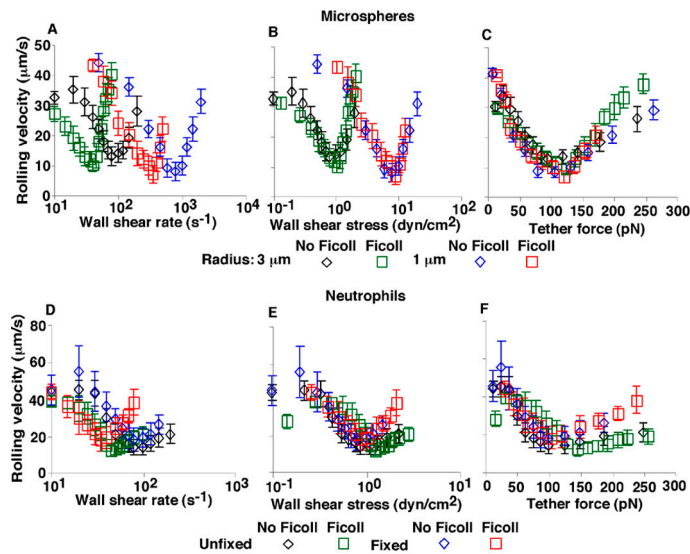 Microspheres
A
B
C
Rolling velocity (μm/s)
50
40
30
20
10
0
10¹ 10² 10³ 10⁴
Wall shear rate (s⁻¹)
10⁻¹ 10⁰ 10¹ 10²
Wall shear stress (dyn/cm²)
0 50 100 150 200 250 300
Tether force (pN)
No Ficoll Ficoll No Ficoll Ficoll
Radius: 3 μm 1 μm
Neutrophils
D
E
F
Rolling velocity (μm/s)
80
60
40
20
0
10¹ 10² 10³
Wall shear rate (s⁻¹)
10⁻¹ 10⁰ 10¹
Wall shear stress (dyn/cm²)
0 50 100 150 200 250 300
Tether force (pN)
No Ficoll Ficoll No Ficoll Ficoll
Unfixed Fixed